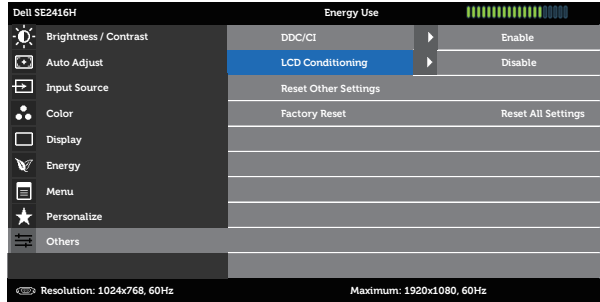 Dell SE2416H Energy Use
Brightness / Contrast DDC/CI Enable
Auto Adjust LCD Conditioning Disable
Input Source Reset Other Settings
Color Factory Reset Reset All Settings
Display
Energy
Menu
Personalize
Others
Resolution: 1024x768, 60Hz Maximum: 1920x1080, 60Hz